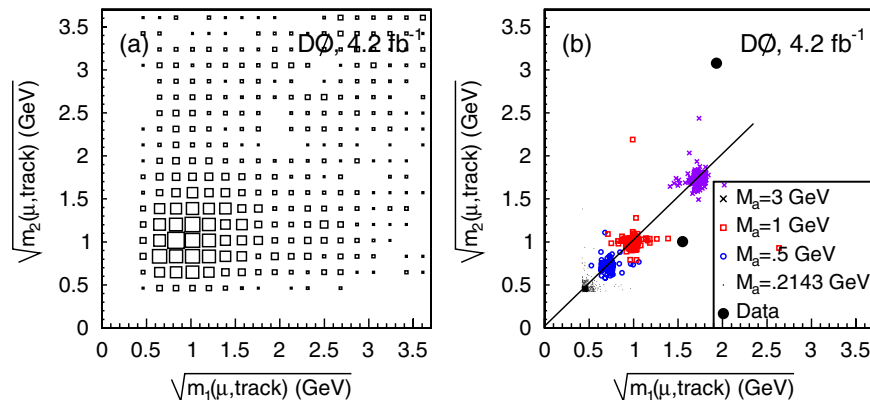 (a) DØ, 4.2 fb⁻¹
3.5
3
2.5
2
1.5
1
0.5
0
0.5 1 1.5 2 2.5 3 3.5
√m₂(μ,track) (GeV)
√m₁(μ,track) (GeV)
(b) DØ, 4.2 fb⁻¹
3.5
3
2.5
2
1.5
1
0.5
0
0 0.5 1 1.5 2 2.5 3 3.5
√m₂(μ,track) (GeV)
√m₁(μ,track) (GeV)
Mₐ=3 GeV
Mₐ=1 GeV
Mₐ=.5 GeV
Mₐ=.2143 GeV
Data